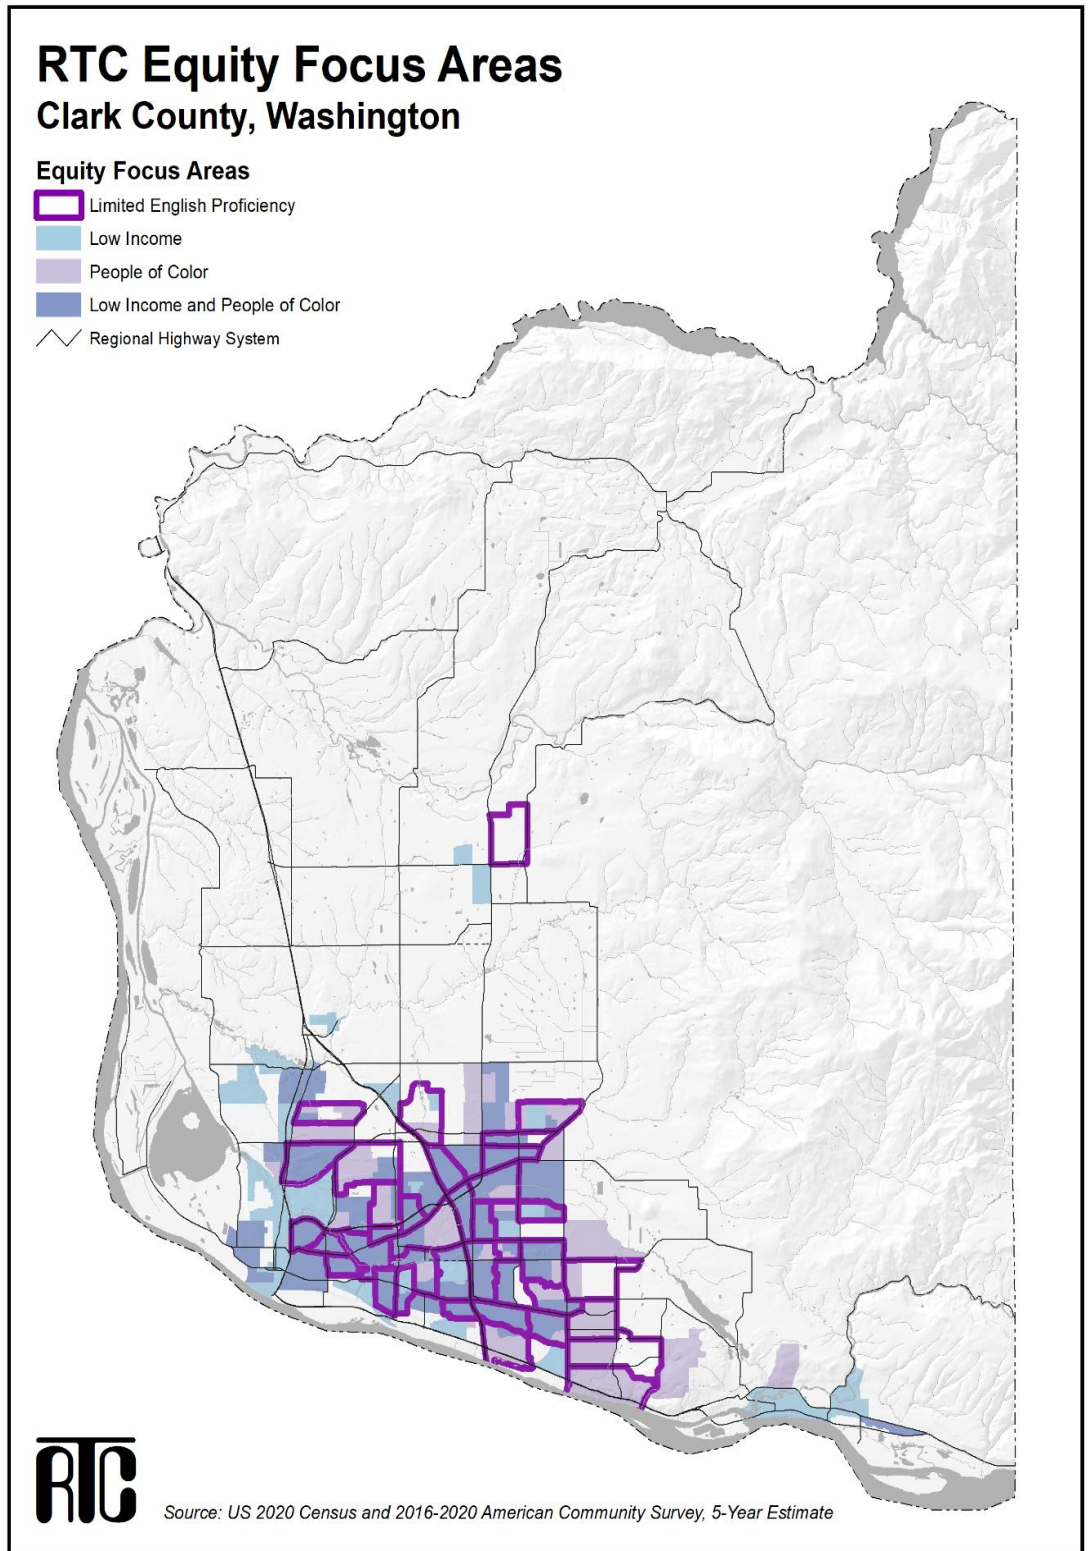 RTC Equity Focus Areas
Clark County, Washington
Equity Focus Areas
Limited English Proficiency
Low Income
People of Color
Low Income and People of Color
Regional Highway System
RTC
Source: US 2020 Census and 2016-2020 American Community Survey, 5-Year Estimate